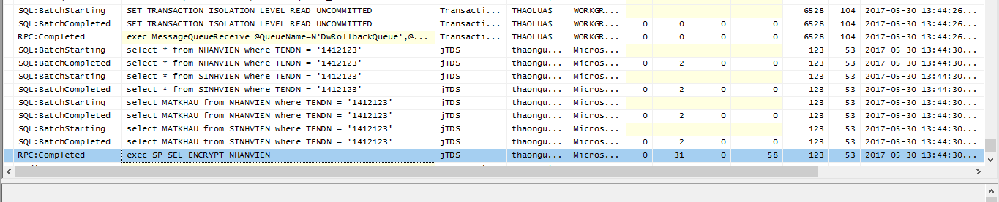 SQL:BatchStarting SET TRANSACTION ISOLATION LEVEL READ UNCOMMITTED Transacti... THAOLUA$ WORKGR... 6528 104 2017-05-30 13:44:26...
SQL:BatchCompleted SET TRANSACTION ISOLATION LEVEL READ UNCOMMITTED Transacti... THAOLUA$ WORKGR... 0 0 0 0 6528 104 2017-05-30 13:44:26...
RPC:Completed exec MessageQueueReceive @QueueName=N'DwRollbackQueue',@... Transacti... THAOLUA$ WORKGR... 0 0 0 0 6528 104 2017-05-30 13:44:26...
SQL:BatchStarting select * from NHANVIEN where TENDN = '1412123' jTDS thaongu... Micros... 123 53 2017-05-30 13:44:30...
SQL:BatchCompleted select * from NHANVIEN where TENDN = '1412123' jTDS thaongu... Micros... 0 2 0 0 123 53 2017-05-30 13:44:30...
SQL:BatchStarting select * from SINHVIEN where TENDN = '1412123' jTDS thaongu... Micros... 123 53 2017-05-30 13:44:30...
SQL:BatchCompleted select * from SINHVIEN where TENDN = '1412123' jTDS thaongu... Micros... 0 2 0 0 123 53 2017-05-30 13:44:30...
SQL:BatchStarting select MATKHAU from NHANVIEN where TENDN = '1412123' jTDS thaongu... Micros... 123 53 2017-05-30 13:44:30...
SQL:BatchCompleted select MATKHAU from NHANVIEN where TENDN = '1412123' jTDS thaongu... Micros... 0 2 0 0 123 53 2017-05-30 13:44:30...
SQL:BatchStarting select MATKHAU from SINHVIEN where TENDN = '1412123' jTDS thaongu... Micros... 123 53 2017-05-30 13:44:30...
SQL:BatchCompleted select MATKHAU from SINHVIEN where TENDN = '1412123' jTDS thaongu... Micros... 0 2 0 0 123 53 2017-05-30 13:44:30...
RPC:Completed exec SP_SEL_ENCRYPT_NHANVIEN jTDS thaongu... Micros... 0 31 0 58 123 53 2017-05-30 13:44:30...